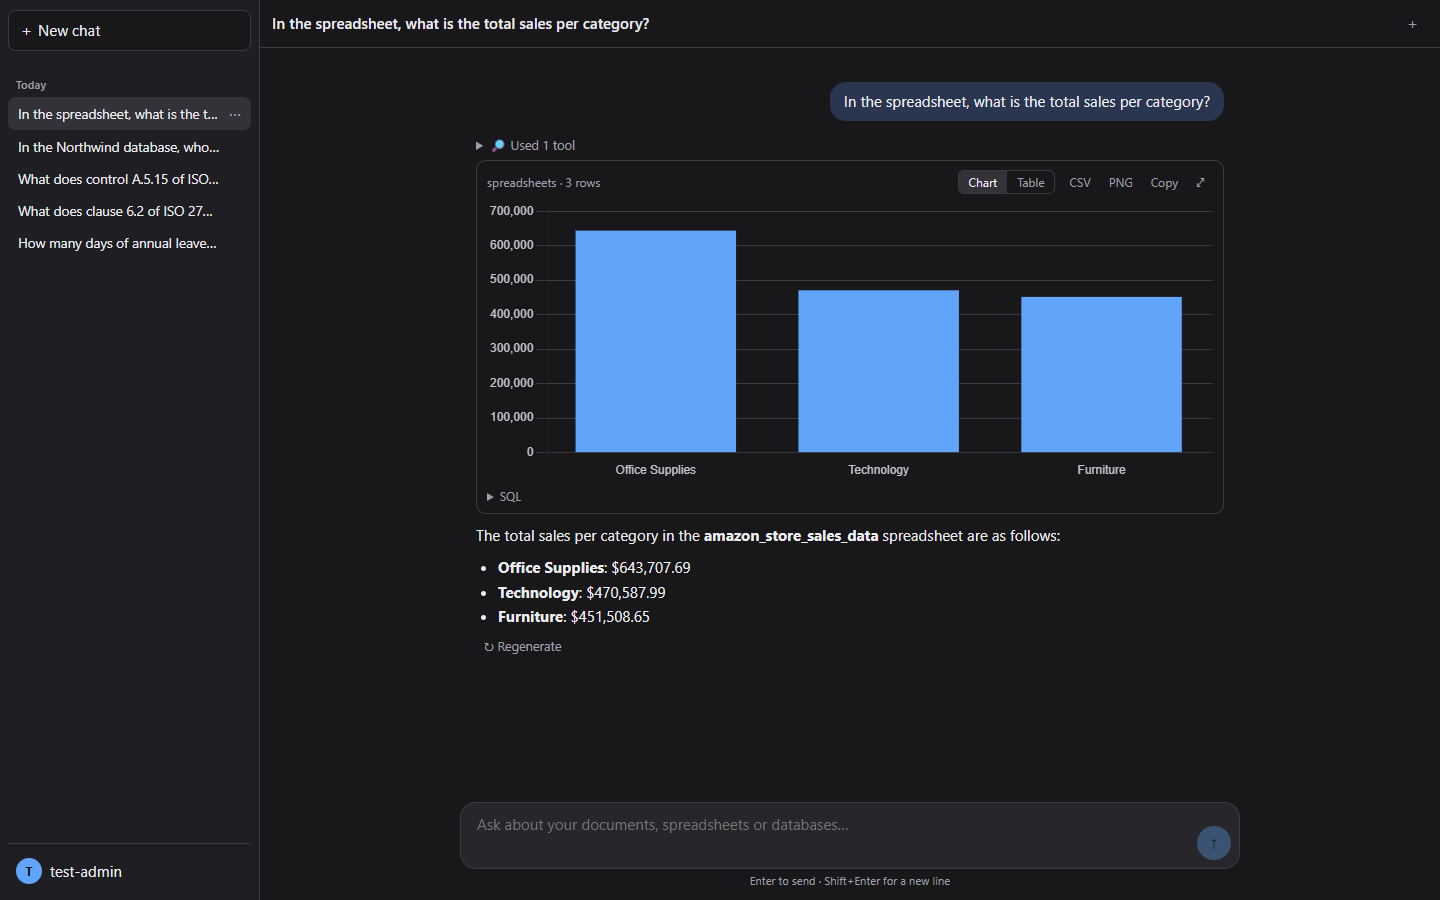 + New chat
Today
In the spreadsheet, what is the t... ...
In the Northwind database, who...
What does control A.5.15 of ISO...
What does clause 6.2 of ISO 27...
How many days of annual leave...
T test-admin
In the spreadsheet, what is the total sales per category? +
In the spreadsheet, what is the total sales per category?
▶ 🔎 Used 1 tool
spreadsheets · 3 rows Chart Table CSV PNG Copy ⤢
700,000
600,000
500,000
400,000
300,000
200,000
100,000
0
Office Supplies Technology Furniture
▶ SQL
The total sales per category in the amazon_store_sales_data spreadsheet are as follows:
• Office Supplies: $643,707.69
• Technology: $470,587.99
• Furniture: $451,508.65
↻ Regenerate
Ask about your documents, spreadsheets or databases...
↑
Enter to send · Shift+Enter for a new line